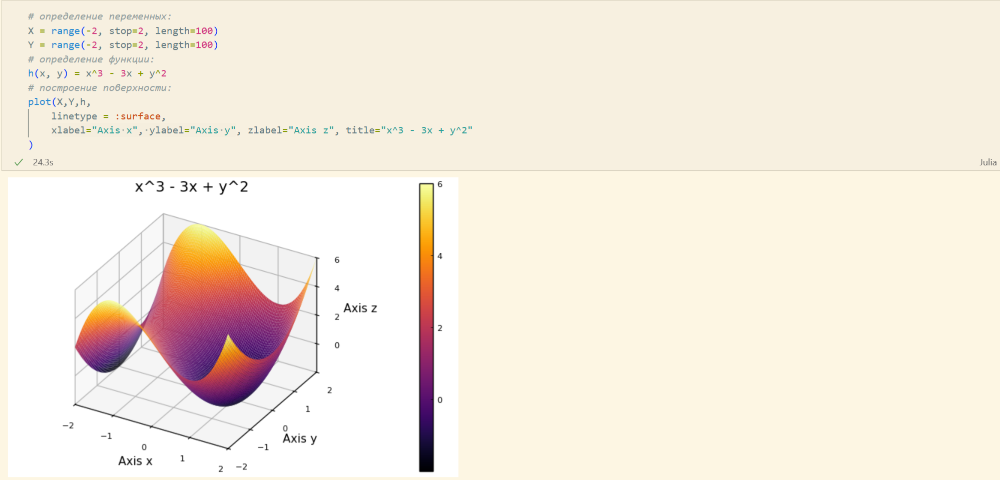 # определение переменных:
X = range(-2, stop=2, length=100)
Y = range(-2, stop=2, length=100)
# определение функции:
h(x, y) = x^3 - 3x + y^2
# построение поверхности:
plot(X,Y,h,
    linetype = :surface,
    xlabel="Axis·x",·ylabel="Axis·y", zlabel="Axis z", title="x^3 - 3x + y^2"
)
24.3s
Julia
x^3 - 3x + y^2
6
4
2
0
Axis z
2
1
0
−1
−2
Axis y
−2
−1
0
1
2
Axis x
6
4
2
0